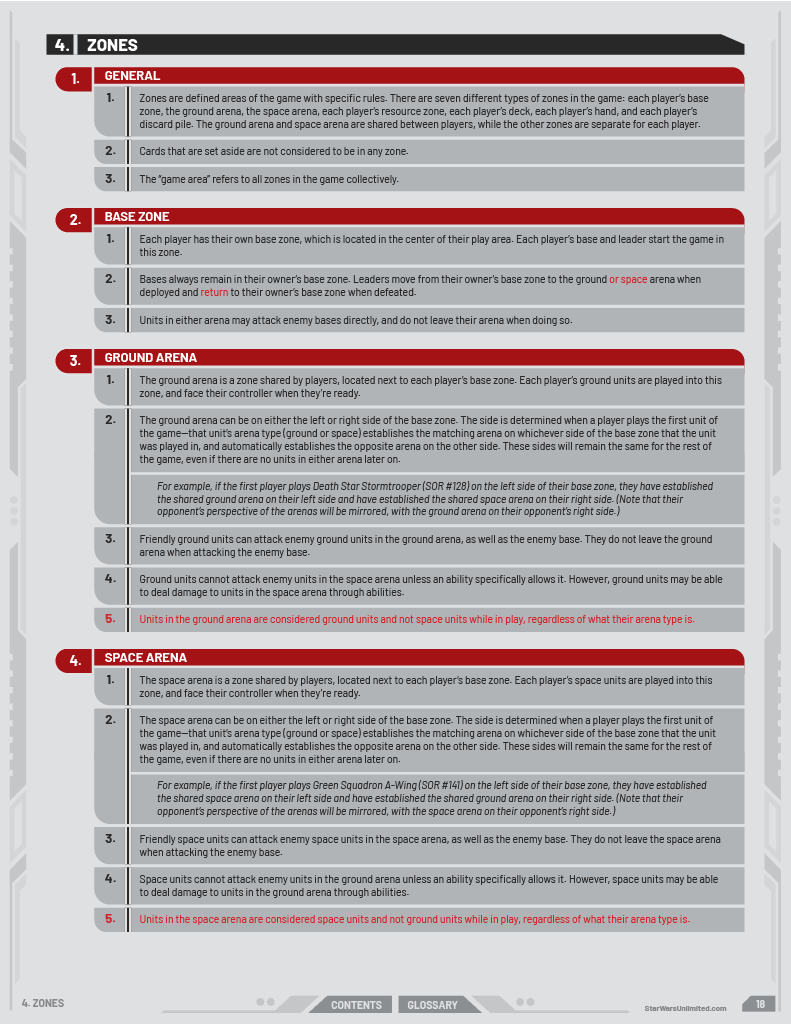 4. ZONES
1. GENERAL
1. Zones are defined areas of the game with specific rules. There are seven different types of zones in the game: each player's base
zone, the ground arena, the space arena, each player's resource zone, each player's deck, each player's hand, and each player's
discard pile. The ground arena and space arena are shared between players, while the other zones are separate for each player.
2. Cards that are set aside are not considered to be in any zone.
3. The "game area" refers to all zones in the game collectively.
2. BASE ZONE
1. Each player has their own base zone, which is located in the center of their play area. Each player's base and leader start the game in
this zone.
2. Bases always remain in their owner's base zone. Leaders move from their owner's base zone to the ground or space arena when
deployed and return to their owner's base zone when defeated.
3. Units in either arena may attack enemy bases directly, and do not leave their arena when doing so.
3. GROUND ARENA
1. The ground arena is a zone shared by players, located next to each player's base zone. Each player's ground units are played into this
zone, and face their controller when they're ready.
2. The ground arena can be on either the left or right side of the base zone. The side is determined when a player plays the first unit of
the game—that unit's arena type (ground or space) establishes the matching arena on whichever side of the base zone that the unit
was played in, and automatically establishes the opposite arena on the other side. These sides will remain the same for the rest of
the game, even if there are no units in either arena later on.
For example, if the first player plays Death Star Stormtrooper (SOR #128) on the left side of their base zone, they have established
the shared ground arena on their left side and have established the shared space arena on their right side. (Note that their
opponent's perspective of the arenas will be mirrored, with the ground arena on their opponent's right side.)
3. Friendly ground units can attack enemy ground units in the ground arena, as well as the enemy base. They do not leave the ground
arena when attacking the enemy base.
4. Ground units cannot attack enemy units in the space arena unless an ability specifically allows it. However, ground units may be able
to deal damage to units in the space arena through abilities.
5. Units in the ground arena are considered ground units and not space units while in play, regardless of what their arena type is.
4. SPACE ARENA
1. The space arena is a zone shared by players, located next to each player's base zone. Each player's space units are played into this
zone, and face their controller when they're ready.
2. The space arena can be on either the left or right side of the base zone. The side is determined when a player plays the first unit of
the game—that unit's arena type (ground or space) establishes the matching arena on whichever side of the base zone that the unit
was played in, and automatically establishes the opposite arena on the other side. These sides will remain the same for the rest of
the game, even if there are no units in either arena later on.
For example, if the first player plays Green Squadron A-Wing (SOR #141) on the left side of their base zone, they have established
the shared space arena on their left side and have established the shared ground arena on their right side. (Note that their
opponent's perspective of the arenas will be mirrored, with the space arena on their opponent's right side.)
3. Friendly space units can attack enemy space units in the space arena, as well as the enemy base. They do not leave the space arena
when attacking the enemy base.
4. Space units cannot attack enemy units in the ground arena unless an ability specifically allows it. However, space units may be able
to deal damage to units in the ground arena through abilities.
5. Units in the space arena are considered space units and not ground units while in play, regardless of what their arena type is.
4. ZONES
CONTENTS
GLOSSARY
StarWarsUnlimited.com
18